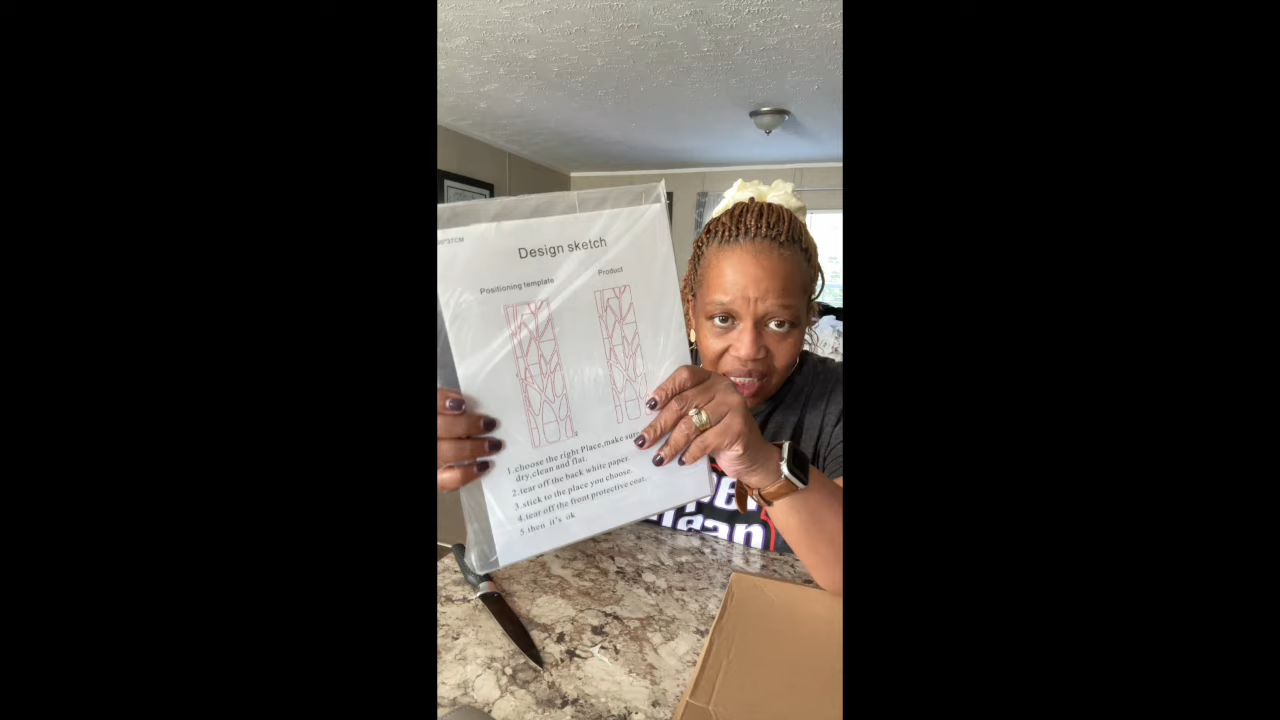 Design sketch
Positioning template
Product
1.choose the right Place,make sure
dry,clean and flat.
2.tear off the back white paper.
3.stick to the place you choose.
4.tear off the front protective coat.
5.then it's ok